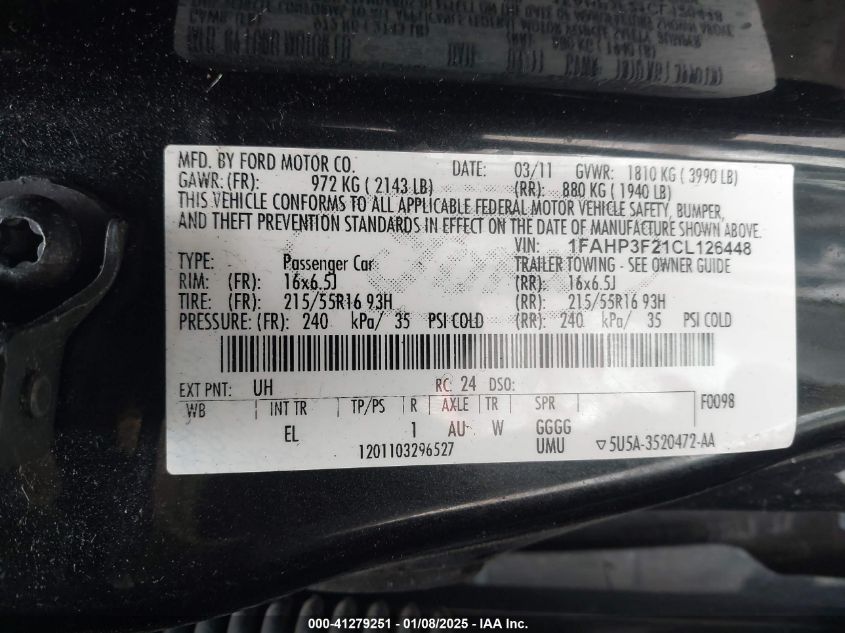 MFD. BY FORD MOTOR CO. DATE: 03/11 GVWR: 1810 KG ( 3990 LB)
GAWR: (FR): 972 KG ( 2143 LB) (RR): 880 KG ( 1940 LB)
THIS VEHICLE CONFORMS TO ALL APPLICABLE FEDERAL MOTOR VEHICLE SAFETY, BUMPER,
AND THEFT PREVENTION STANDARDS IN EFFECT ON THE DATE OF MANUFACTURE SHOWN ABOVE.
VIN: 1FAHP3F21CL126448
TYPE: Passenger Car TRAILER TOWING - SEE OWNER GUIDE
RIM: (FR): 16x6.5J (RR): 16x6.5J
TIRE: (FR): 215/55R16 93H (RR): 215/55R16 93H
PRESSURE: (FR): 240 kPa/ 35 PSI COLD (RR): 240 kPa/ 35 PSI COLD
EXT PNT: UH RC: 24 DSO:
WB INT TR TP/PS R AXLE TR SPR F0098
EL 1 AU W GGGG
1201103296527 UMU ▽5U5A-3520472-AA
000-41279251 - 01/08/2025 - IAA Inc.